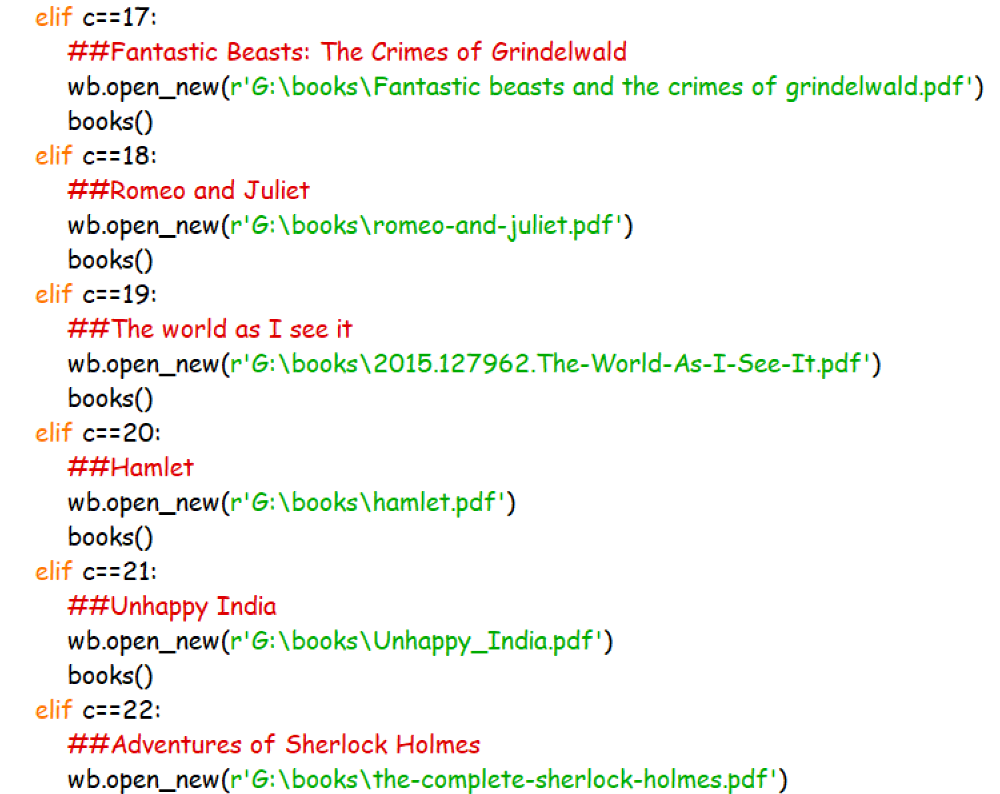 elif c==17:
##Fantastic Beasts: The Crimes of Grindelwald
wb.open_new(r'G:\books\Fantastic beasts and the crimes of grindelwald.pdf')
books()
elif c==18:
##Romeo and Juliet
wb.open_new(r'G:\books\romeo-and-juliet.pdf')
books()
elif c==19:
##The world as I see it
wb.open_new(r'G:\books\2015.127962.The-World-As-I-See-It.pdf')
books()
elif c==20:
##Hamlet
wb.open_new(r'G:\books\hamlet.pdf')
books()
elif c==21:
##Unhappy India
wb.open_new(r'G:\books\Unhappy_India.pdf')
books()
elif c==22:
##Adventures of Sherlock Holmes
wb.open_new(r'G:\books\the-complete-sherlock-holmes.pdf')